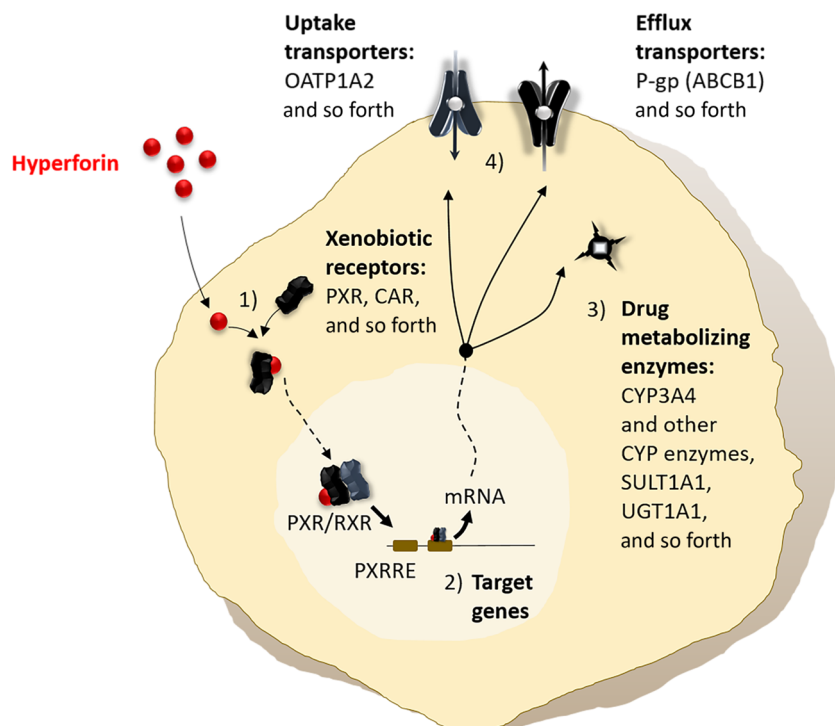 Uptake
transporters:
OATP1A2
and so forth
Efflux
transporters:
P-gp (ABCB1)
and so forth
Hyperforin
4)
Xenobiotic
receptors:
PXR, CAR,
and so forth
1)
3) Drug
metabolizing
enzymes:
CYP3A4
and other
CYP enzymes,
SULT1A1,
UGT1A1,
and so forth
mRNA
PXR/RXR
PXRRE
2) Target
genes